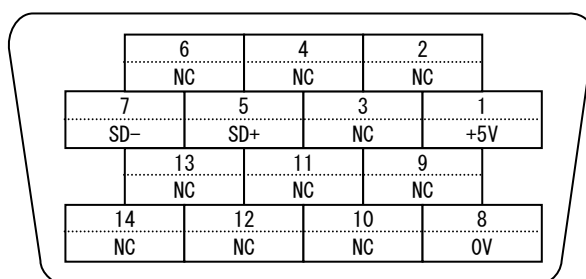 6 4 2
NC NC NC
7 5 3 1
SD- SD+ NC +5V
13 11 9
NC NC NC
14 12 10 8
NC NC NC 0V